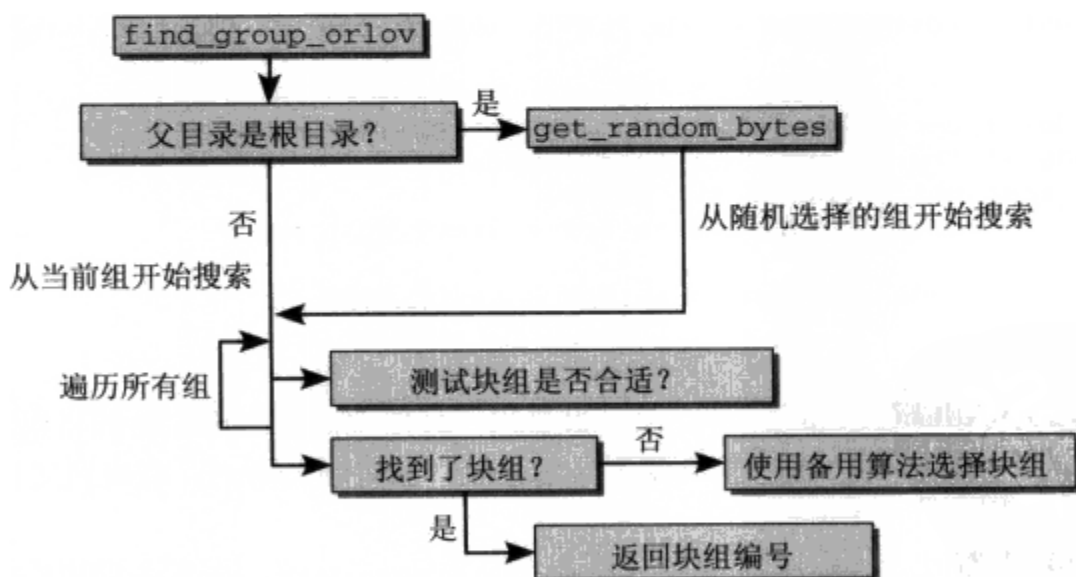 find_group_orlov
父目录是根目录?
是
get_random_bytes
否
从随机选择的组开始搜索
从当前组开始搜索
遍历所有组
测试块组是否合适?
找到了块组?
否
使用备用算法选择块组
是
返回块组编号